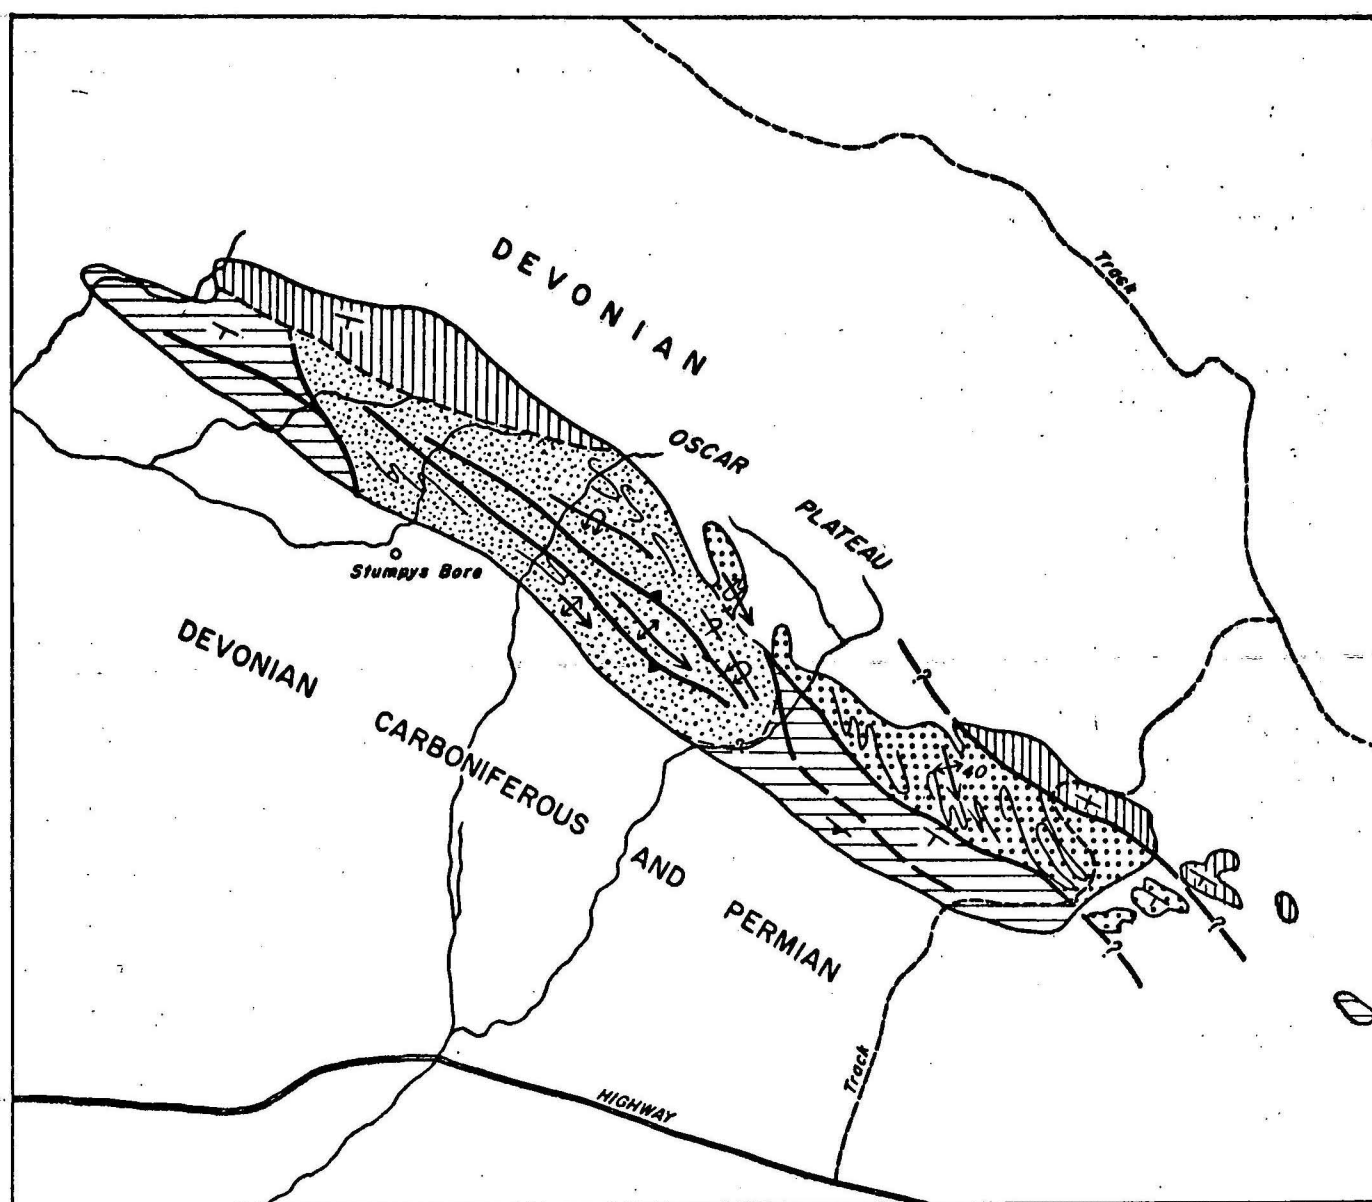 DEVONIAN
Track
OSCAR
PLATEAU
Stumpys Bore
?
40
DEVONIAN
CARBONIFEROUS
AND
PERMIAN
?
?
?
Track
HIGHWAY